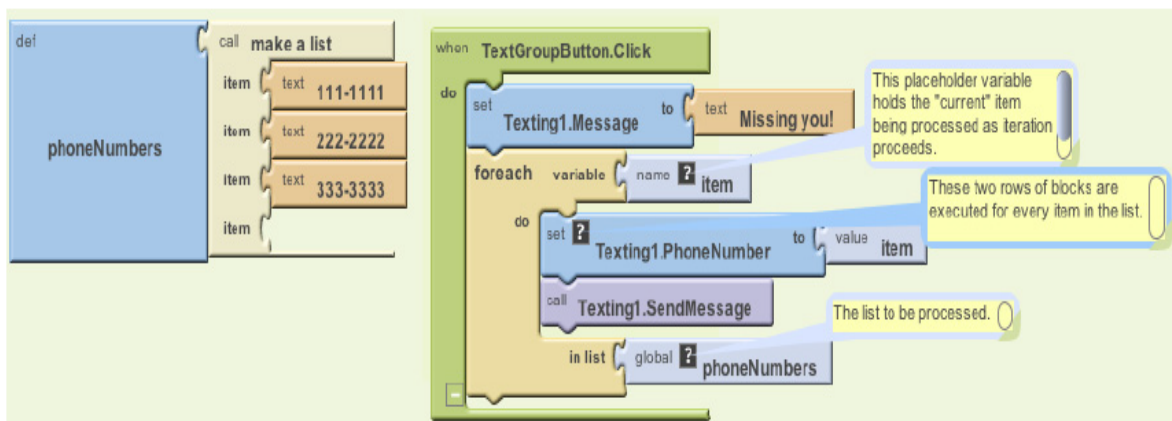 def
phoneNumbers
call make a list
item text 111-1111
item text 222-2222
item text 333-3333
item
when TextGroupButton.Click
do
set Texting1.Message to text Missing you!
foreach variable name ? item
do
set ? Texting1.PhoneNumber to value item
call Texting1.SendMessage
in list global ? phoneNumbers
This placeholder variable
holds the "current" item
being processed as iteration
proceeds.
These two rows of blocks are
executed for every item in the list.
The list to be processed.